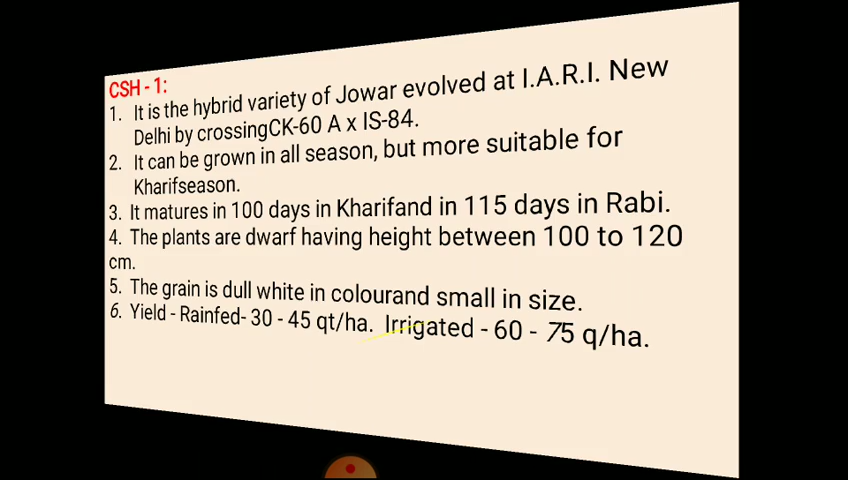 CSH - 1:
1. It is the hybrid variety of Jowar evolved at I.A.R.I. New
Delhi by crossingCK-60 A x IS-84.
2. It can be grown in all season, but more suitable for
Kharifseason.
3. It matures in 100 days in Kharifand in 115 days in Rabi.
4. The plants are dwarf having height between 100 to 120
cm.
5. The grain is dull white in colourand small in size.
6. Yield - Rainfed- 30 - 45 qt/ha. Irrigated - 60 - 75 q/ha.